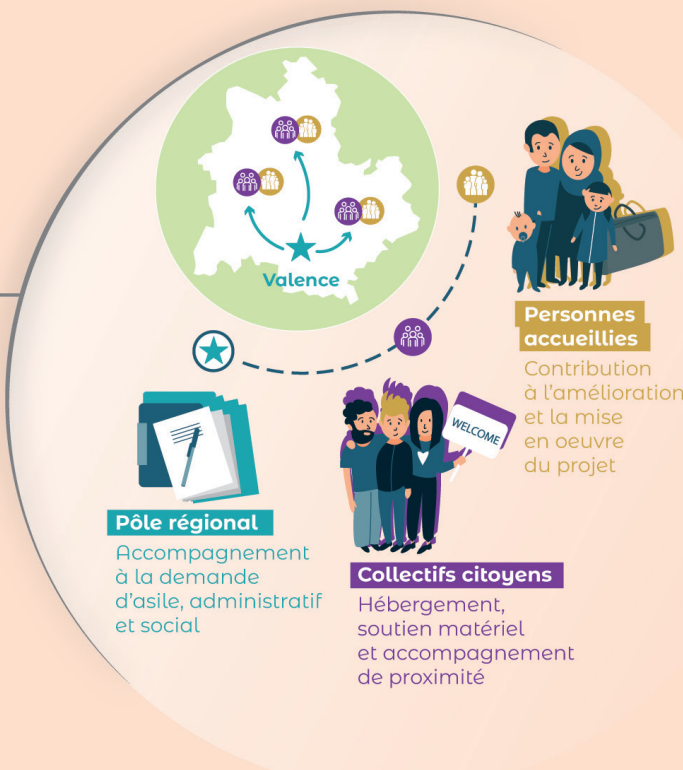 Valence
Personnes
accueillies
Contribution
à l'amélioration
et la mise
en oeuvre
du projet
WELCOME
Pôle régional
Accompagnement
à la demande
d'asile, administratif
et social
Collectifs citoyens
Hébergement,
soutien matériel
et accompagnement
de proximité